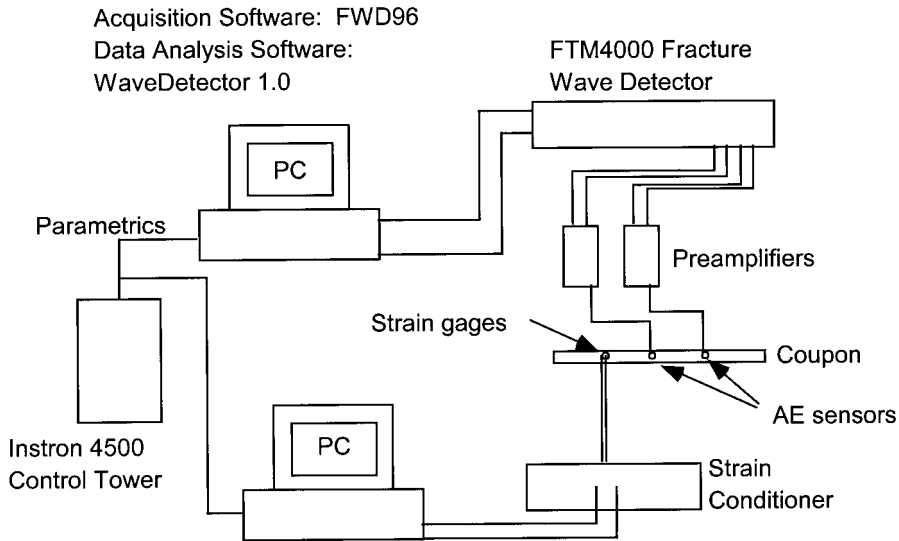 Acquisition Software: FWD96
Data Analysis Software:
WaveDetector 1.0
FTM4000 Fracture
Wave Detector
PC
Parametrics
Preamplifiers
Strain gages
Coupon
AE sensors
Instron 4500
Control Tower
PC
Strain
Conditioner